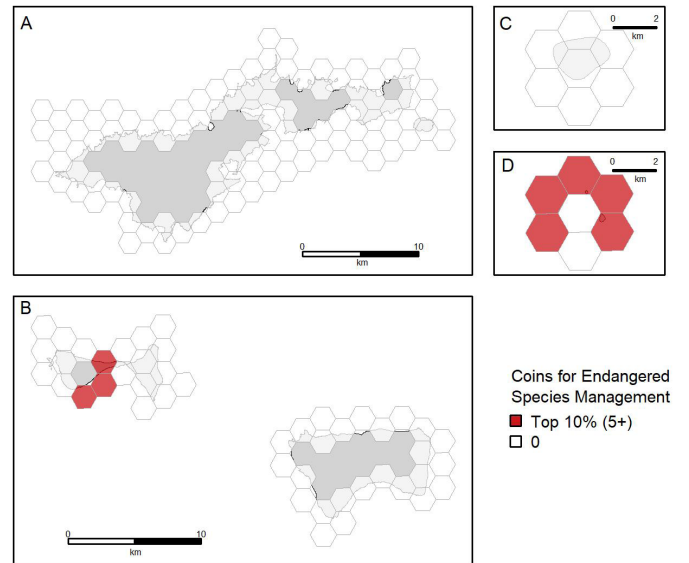 A
0 10
km
B
0 10
km
C
0 2
km
D
0 2
km
Coins for Endangered
Species Management
Top 10% (5+)
0